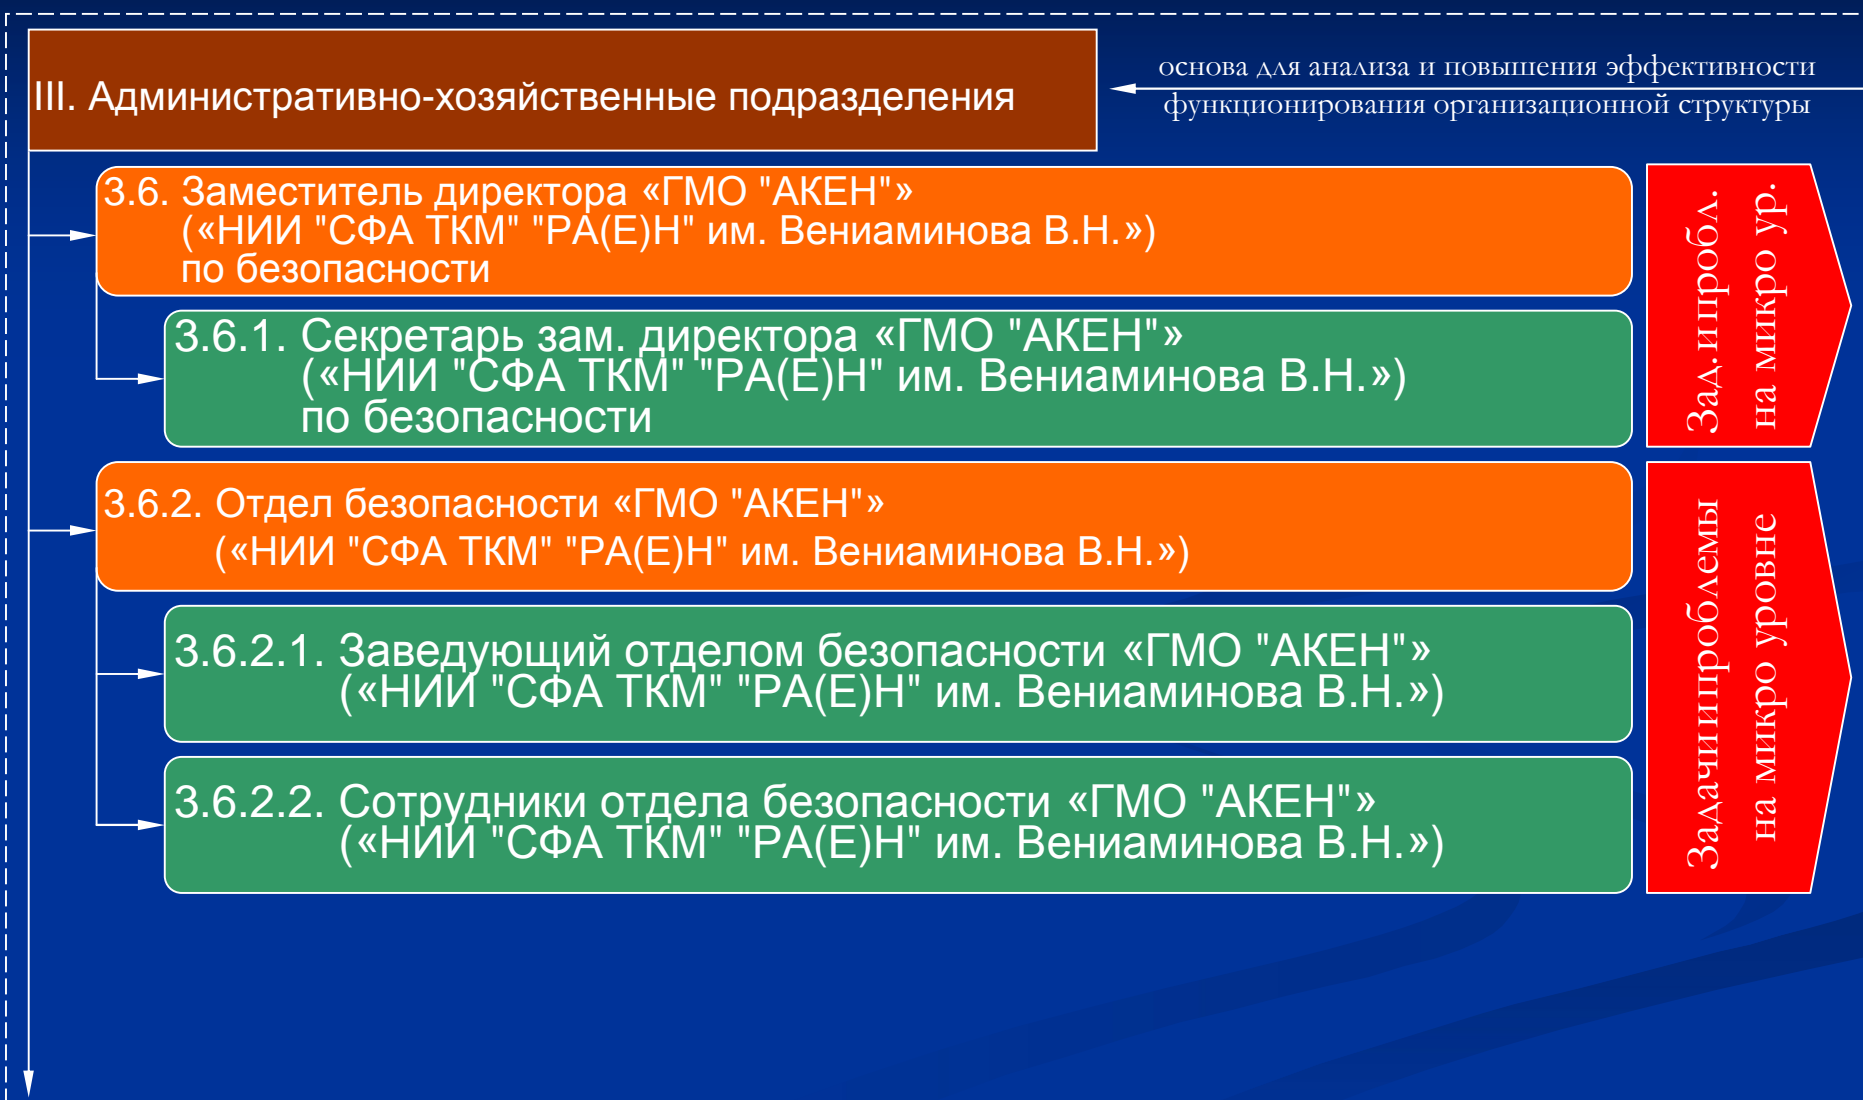 III. Административно-хозяйственные подразделения
основа для анализа и повышения эффективности
функционирования организационной структуры
3.6. Заместитель директора «ГМО "АКЕН"»
(«НИИ "СФА ТКМ" "РА(Е)Н" им. Вениаминова В.Н.»)
по безопасности
3.6.1. Секретарь зам. директора «ГМО "АКЕН"»
(«НИИ "СФА ТКМ" "РА(Е)Н" им. Вениаминова В.Н.»)
по безопасности
Зад. и пробл.
на микро ур.
3.6.2. Отдел безопасности «ГМО "АКЕН"»
(«НИИ "СФА ТКМ" "РА(Е)Н" им. Вениаминова В.Н.»)
3.6.2.1. Заведующий отделом безопасности «ГМО "АКЕН"»
(«НИИ "СФА ТКМ" "РА(Е)Н" им. Вениаминова В.Н.»)
3.6.2.2. Сотрудники отдела безопасности «ГМО "АКЕН"»
(«НИИ "СФА ТКМ" "РА(Е)Н" им. Вениаминова В.Н.»)
Задачи и проблемы
на микро уровне